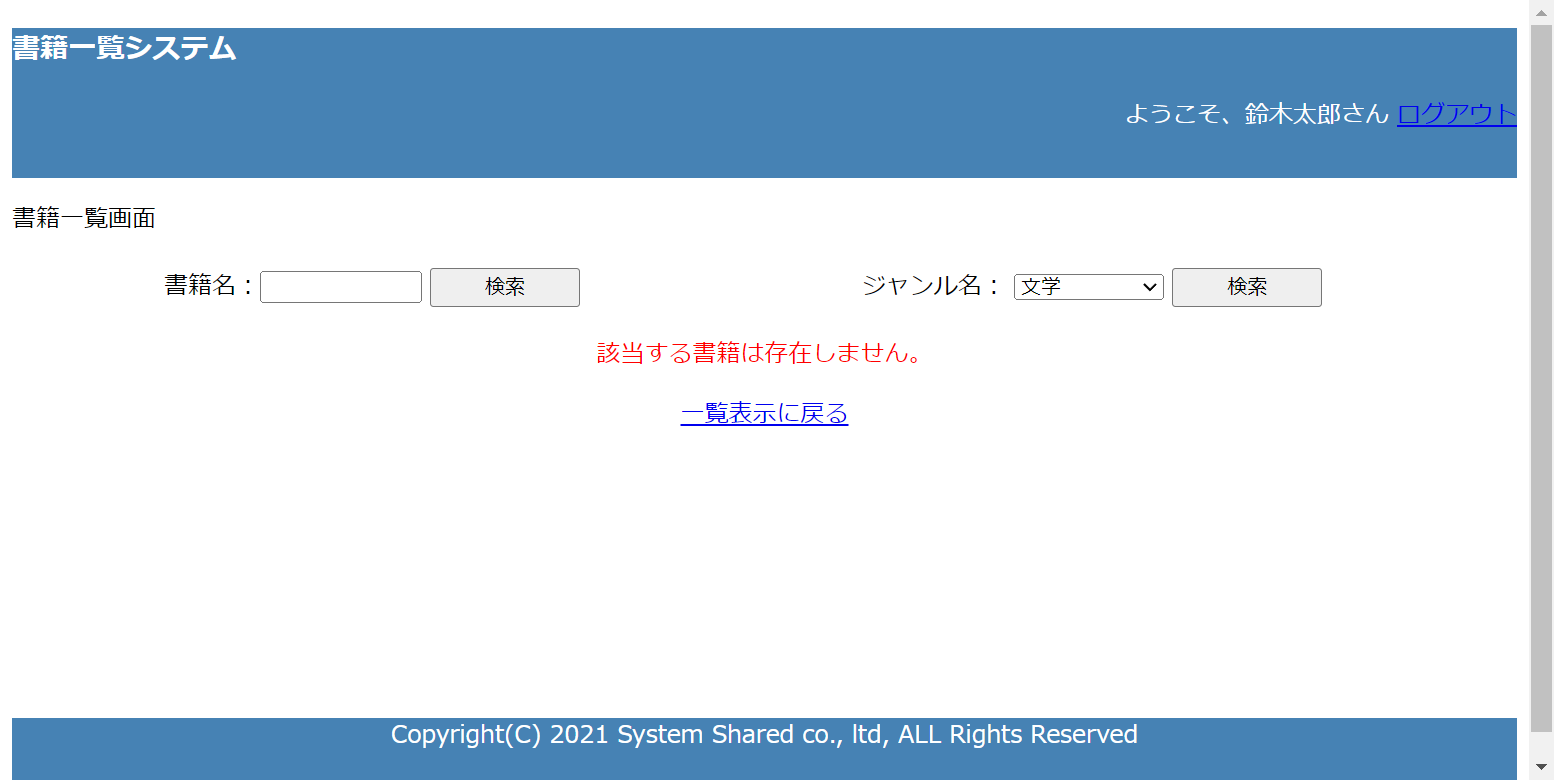 書籍一覧システム
ようこそ、鈴木太郎さん ログアウト
書籍一覧画面
書籍名： 検索 ジャンル名： 文学 検索
該当する書籍は存在しません。
一覧表示に戻る
Copyright(C) 2021 System Shared co., ltd, ALL Rights Reserved